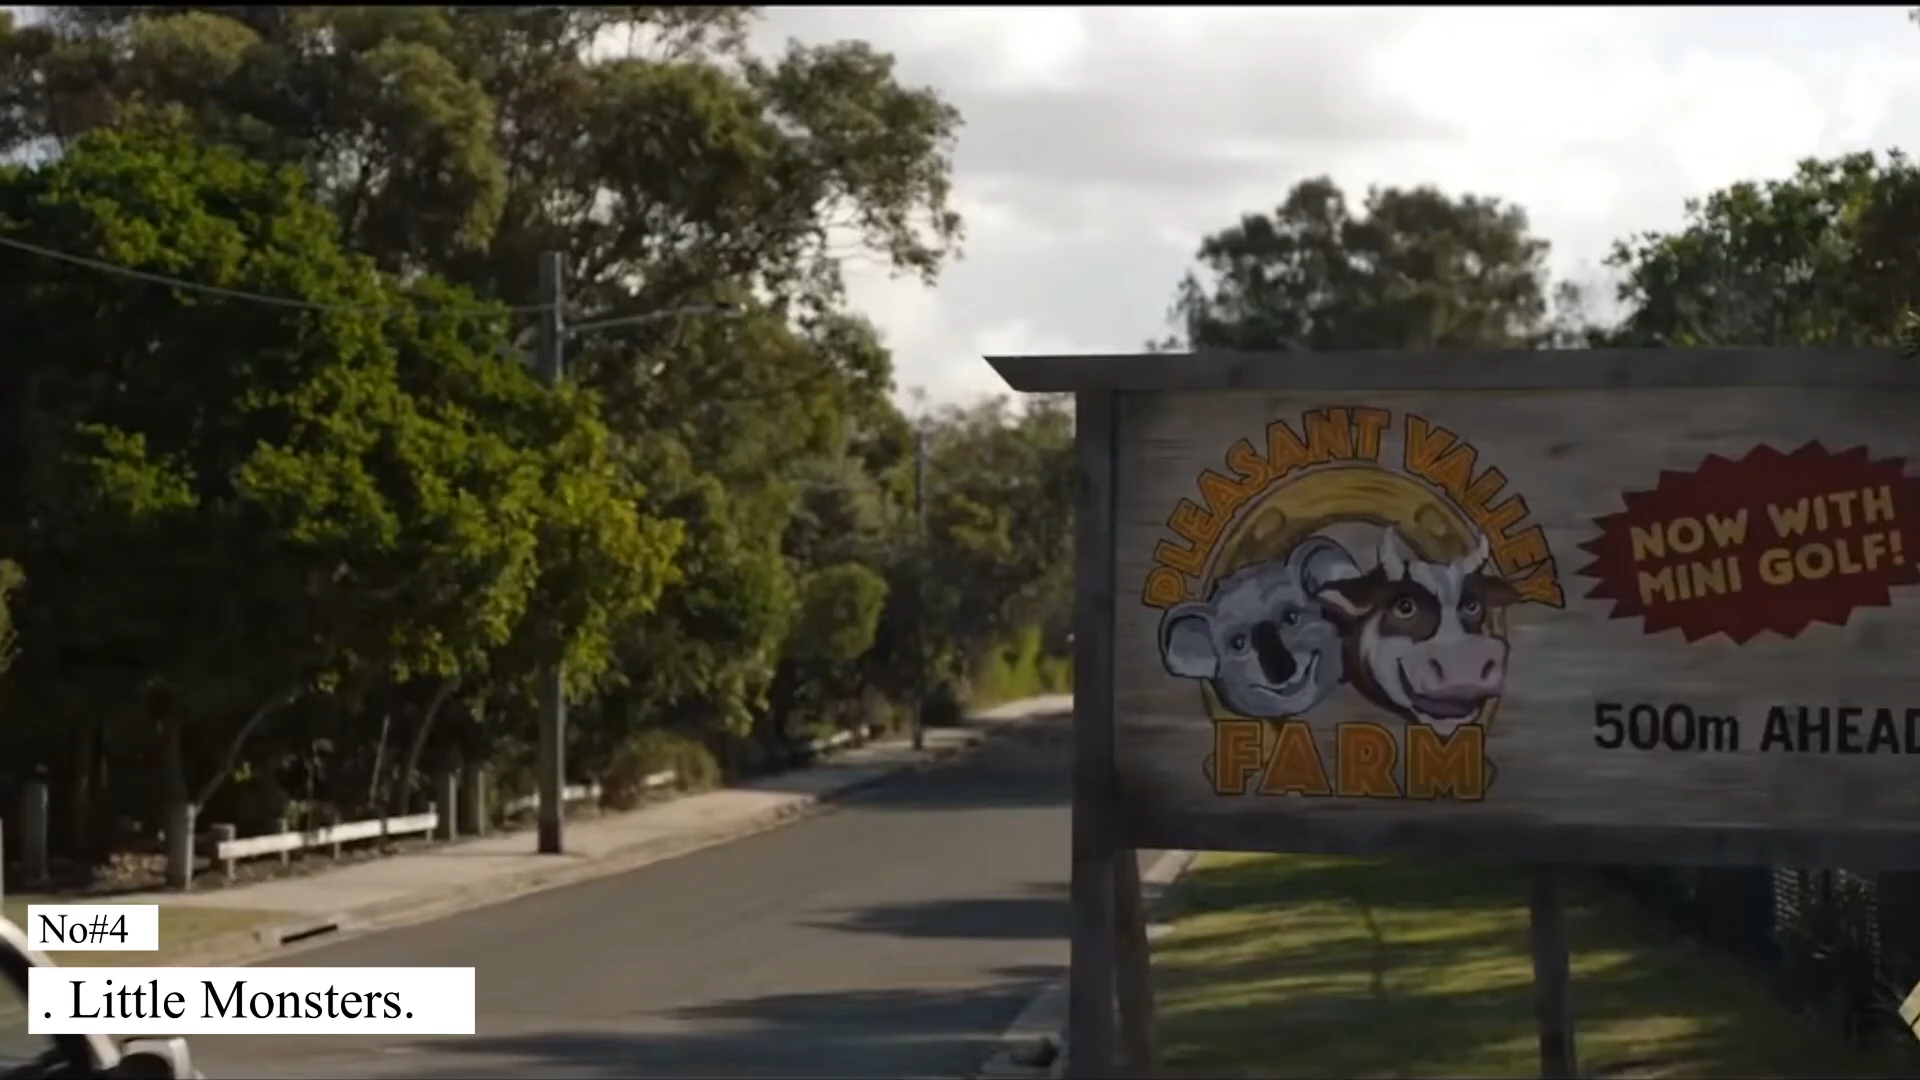 PLEASANT VALLEY
FARM
NOW WITH
MINI GOLF!
500m AHEAD
No#4
. Little Monsters.